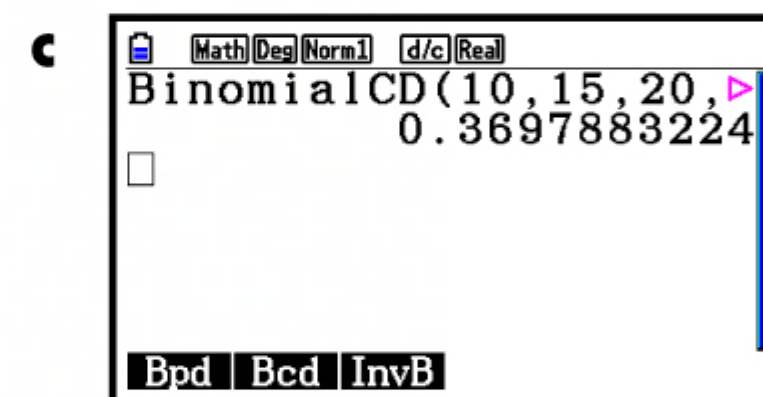 C
Math Deg Norm1 d/c Real
BinomialCD(10,15,20,
0.3697883224
Bpd Bcd InvB